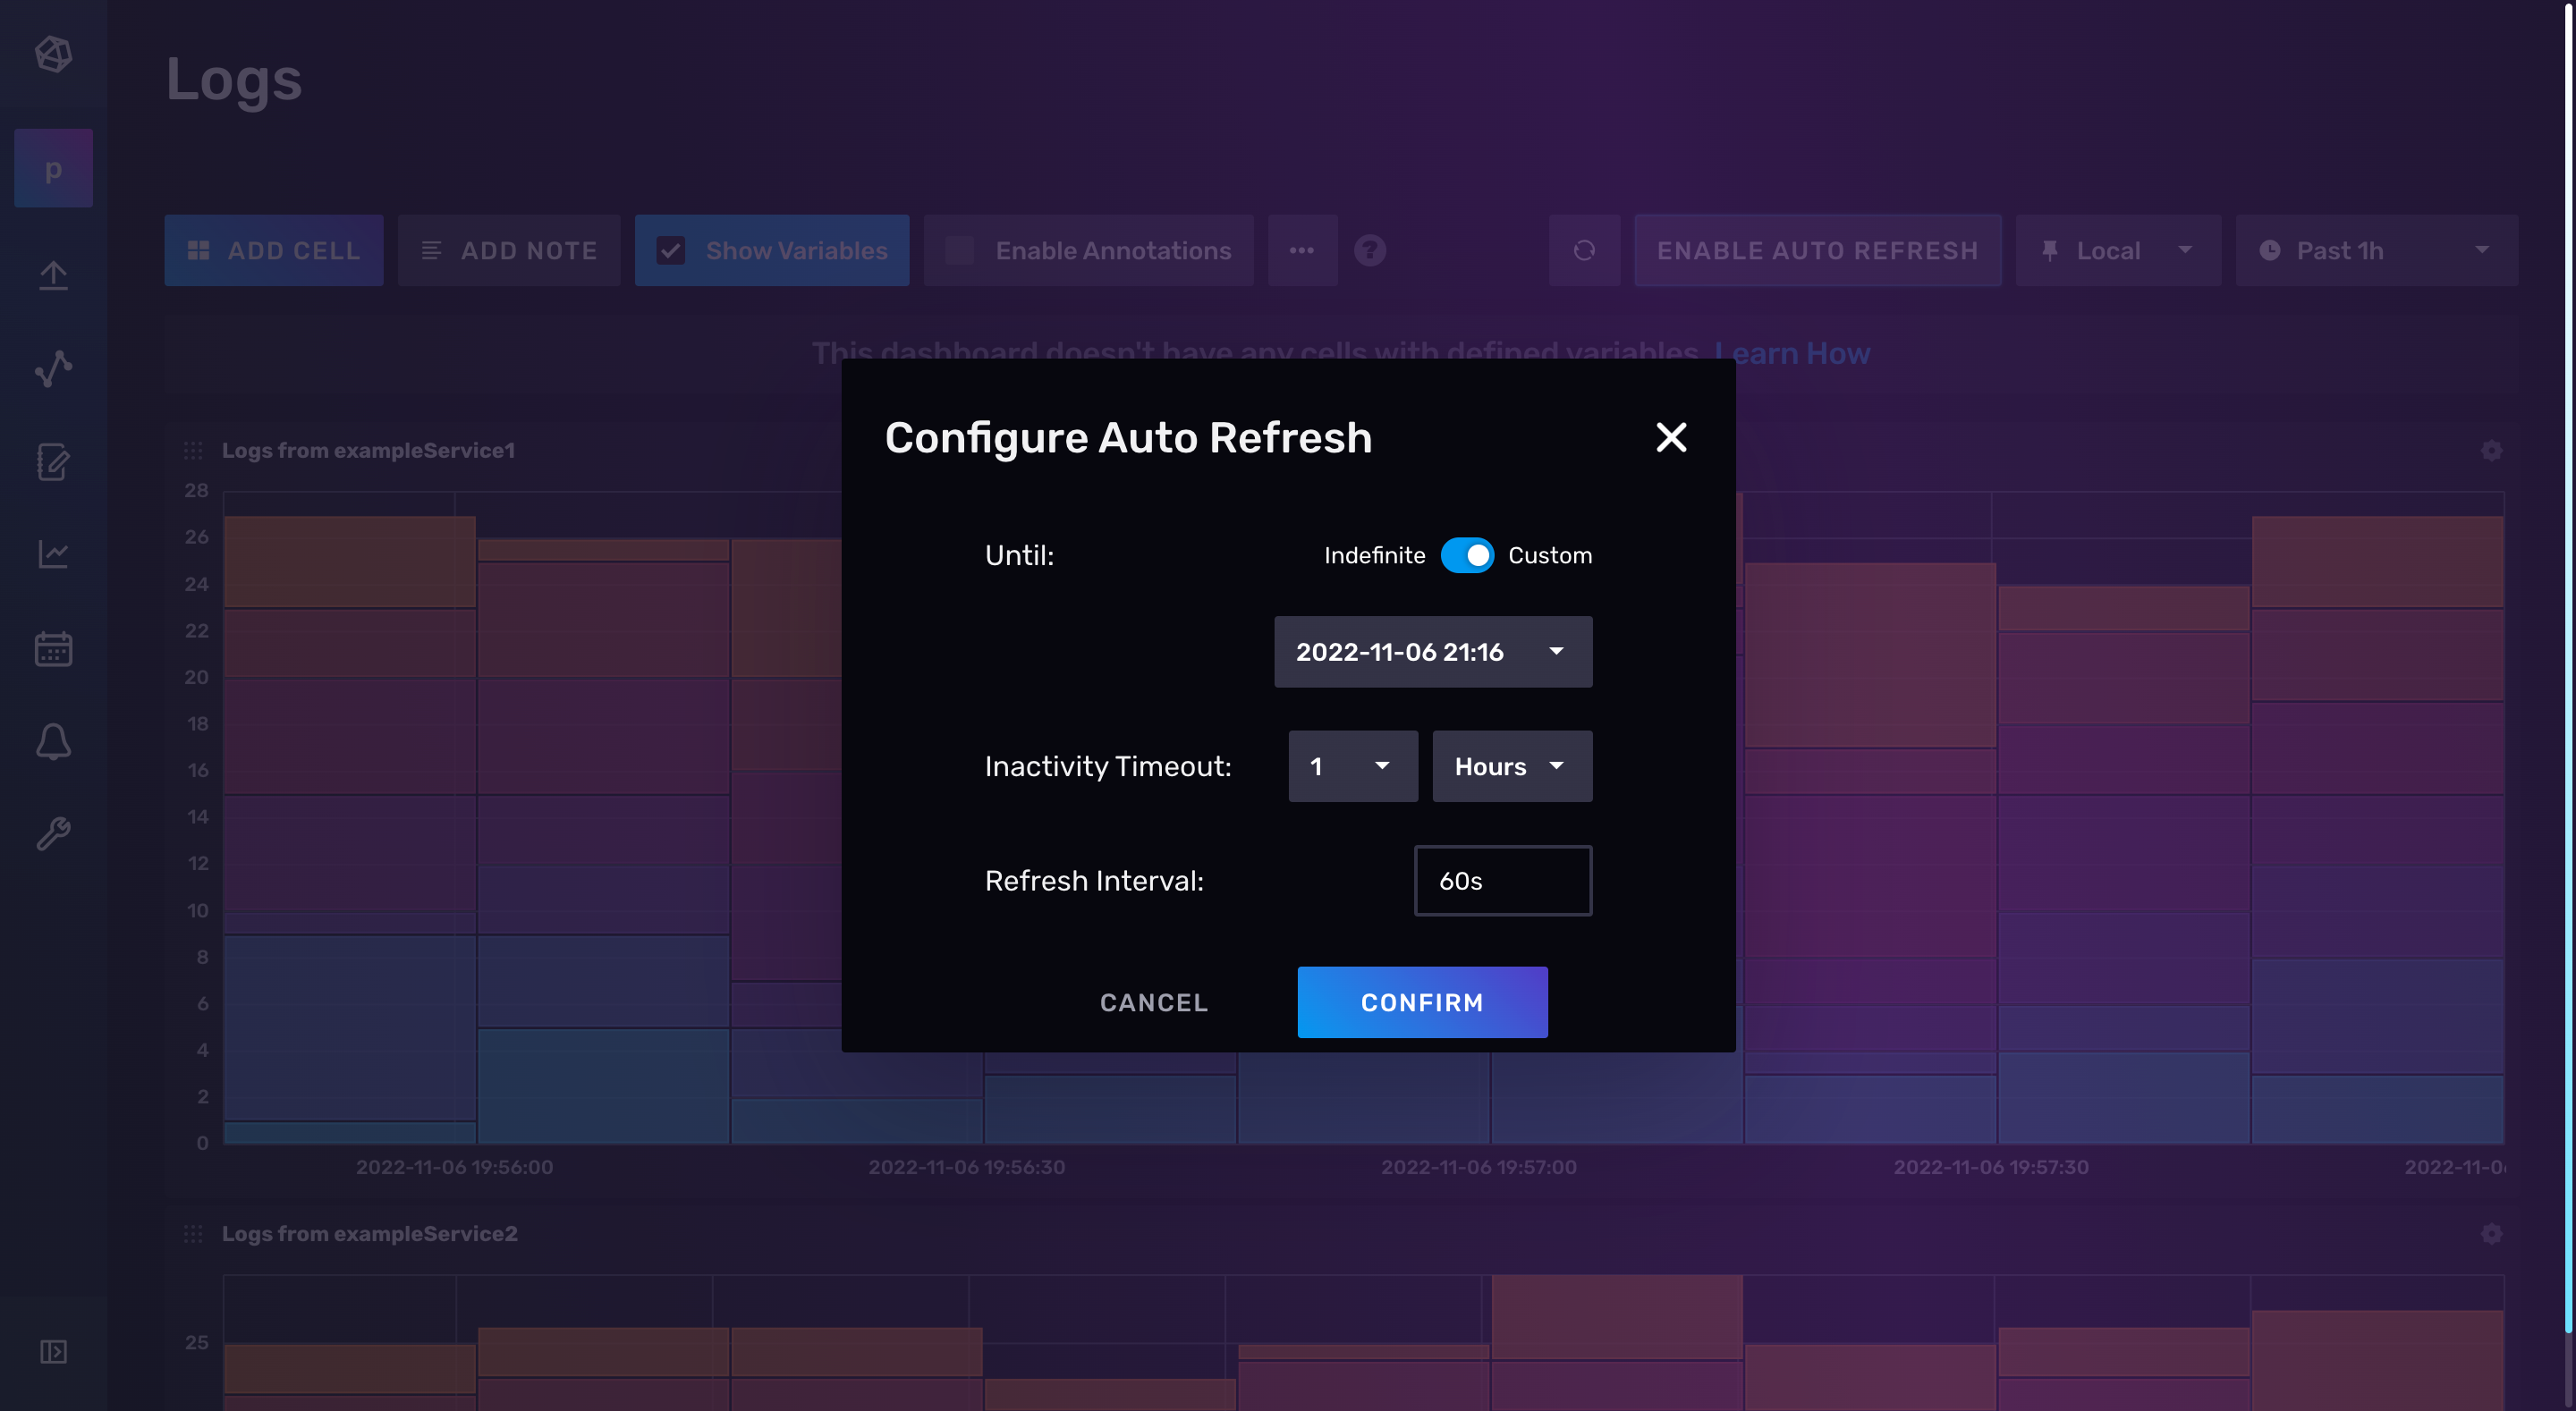 Logs
p
ADD CELL
ADD NOTE
Show Variables
Enable Annotations
?
ENABLE AUTO REFRESH
Local
Past 1h
This dashboard doesn't have any cells with defined variables. Learn How
Configure Auto Refresh
Until:
Indefinite
Custom
2022-11-06 21:16
Inactivity Timeout:
1
Hours
Refresh Interval:
60s
CANCEL
CONFIRM
Logs from exampleService1
28
26
24
22
20
18
16
14
12
10
8
6
4
2
0
2022-11-06 19:56:00
2022-11-06 19:56:30
2022-11-06 19:57:00
2022-11-06 19:57:30
2022-11-0
Logs from exampleService2
25